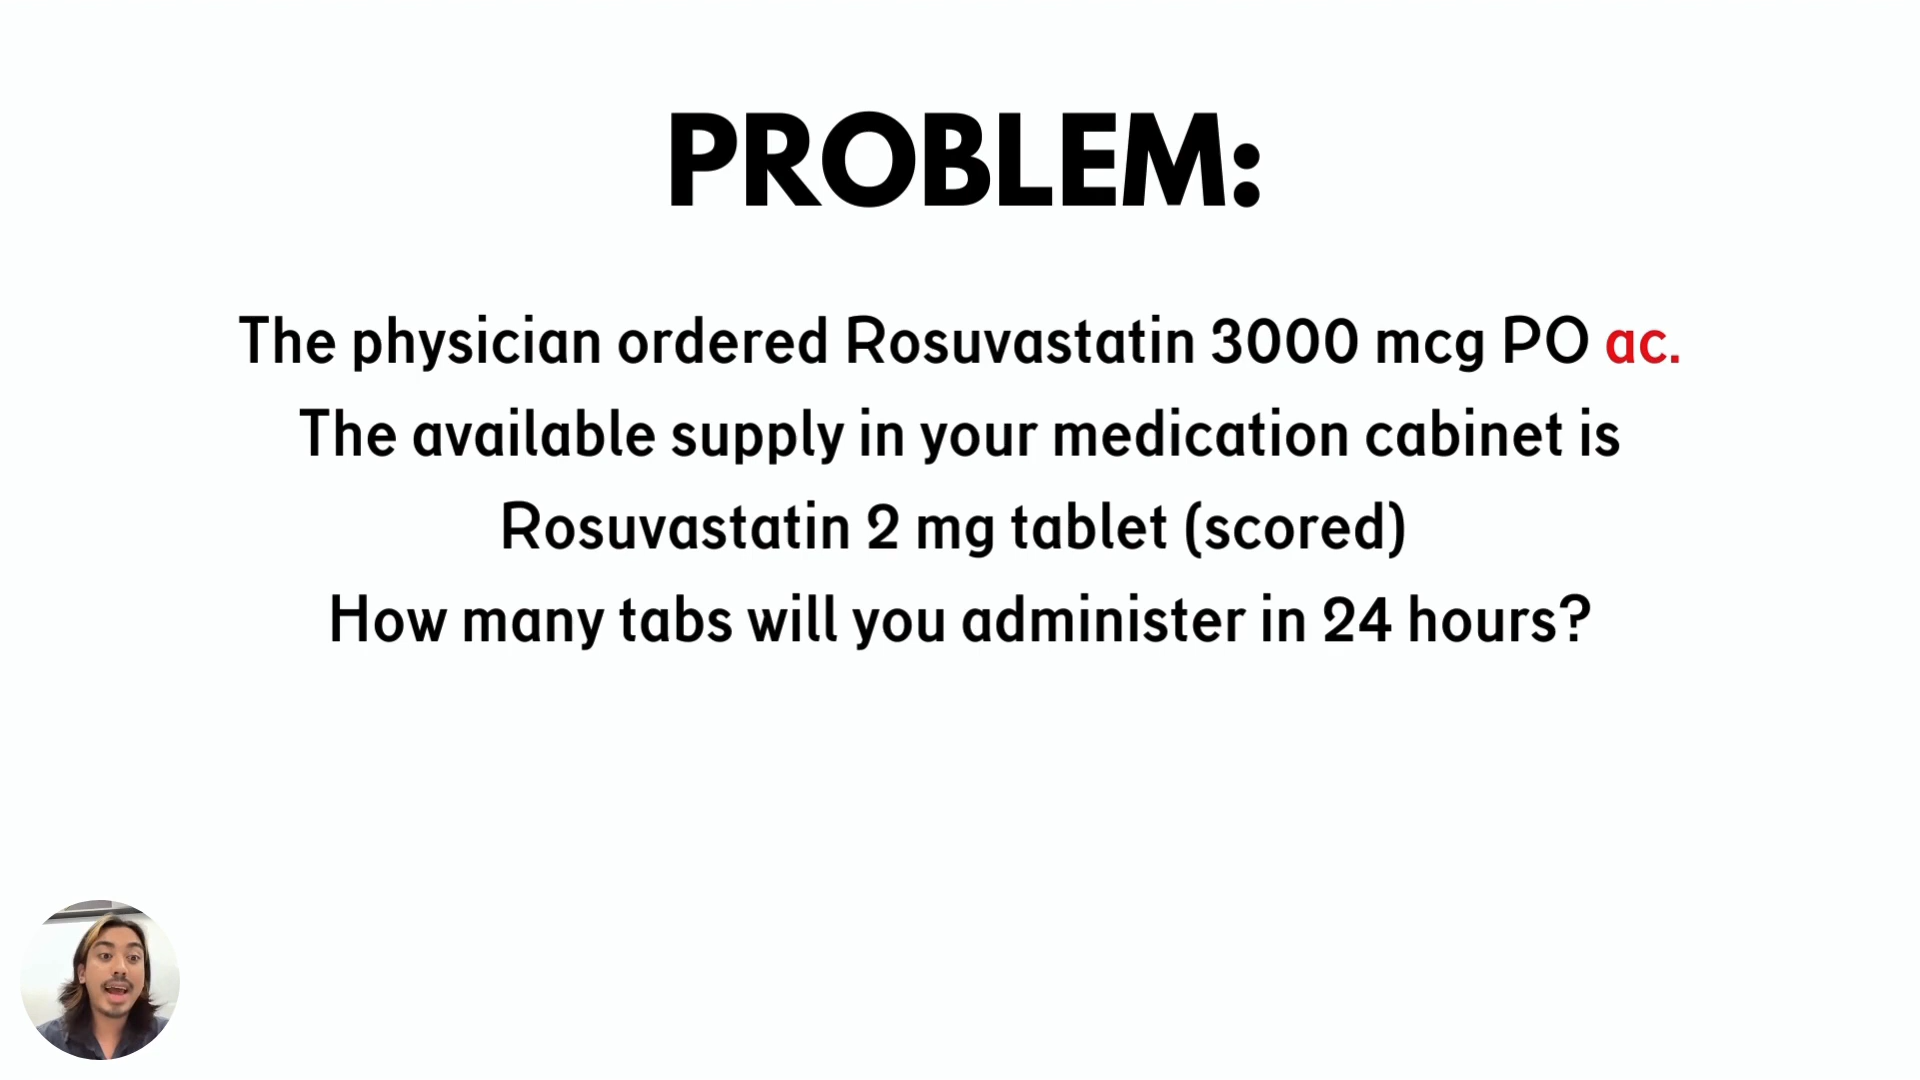 PROBLEM:
The physician ordered Rosuvastatin 3000 mcg PO ac.
The available supply in your medication cabinet is
Rosuvastatin 2 mg tablet (scored)
How many tabs will you administer in 24 hours?